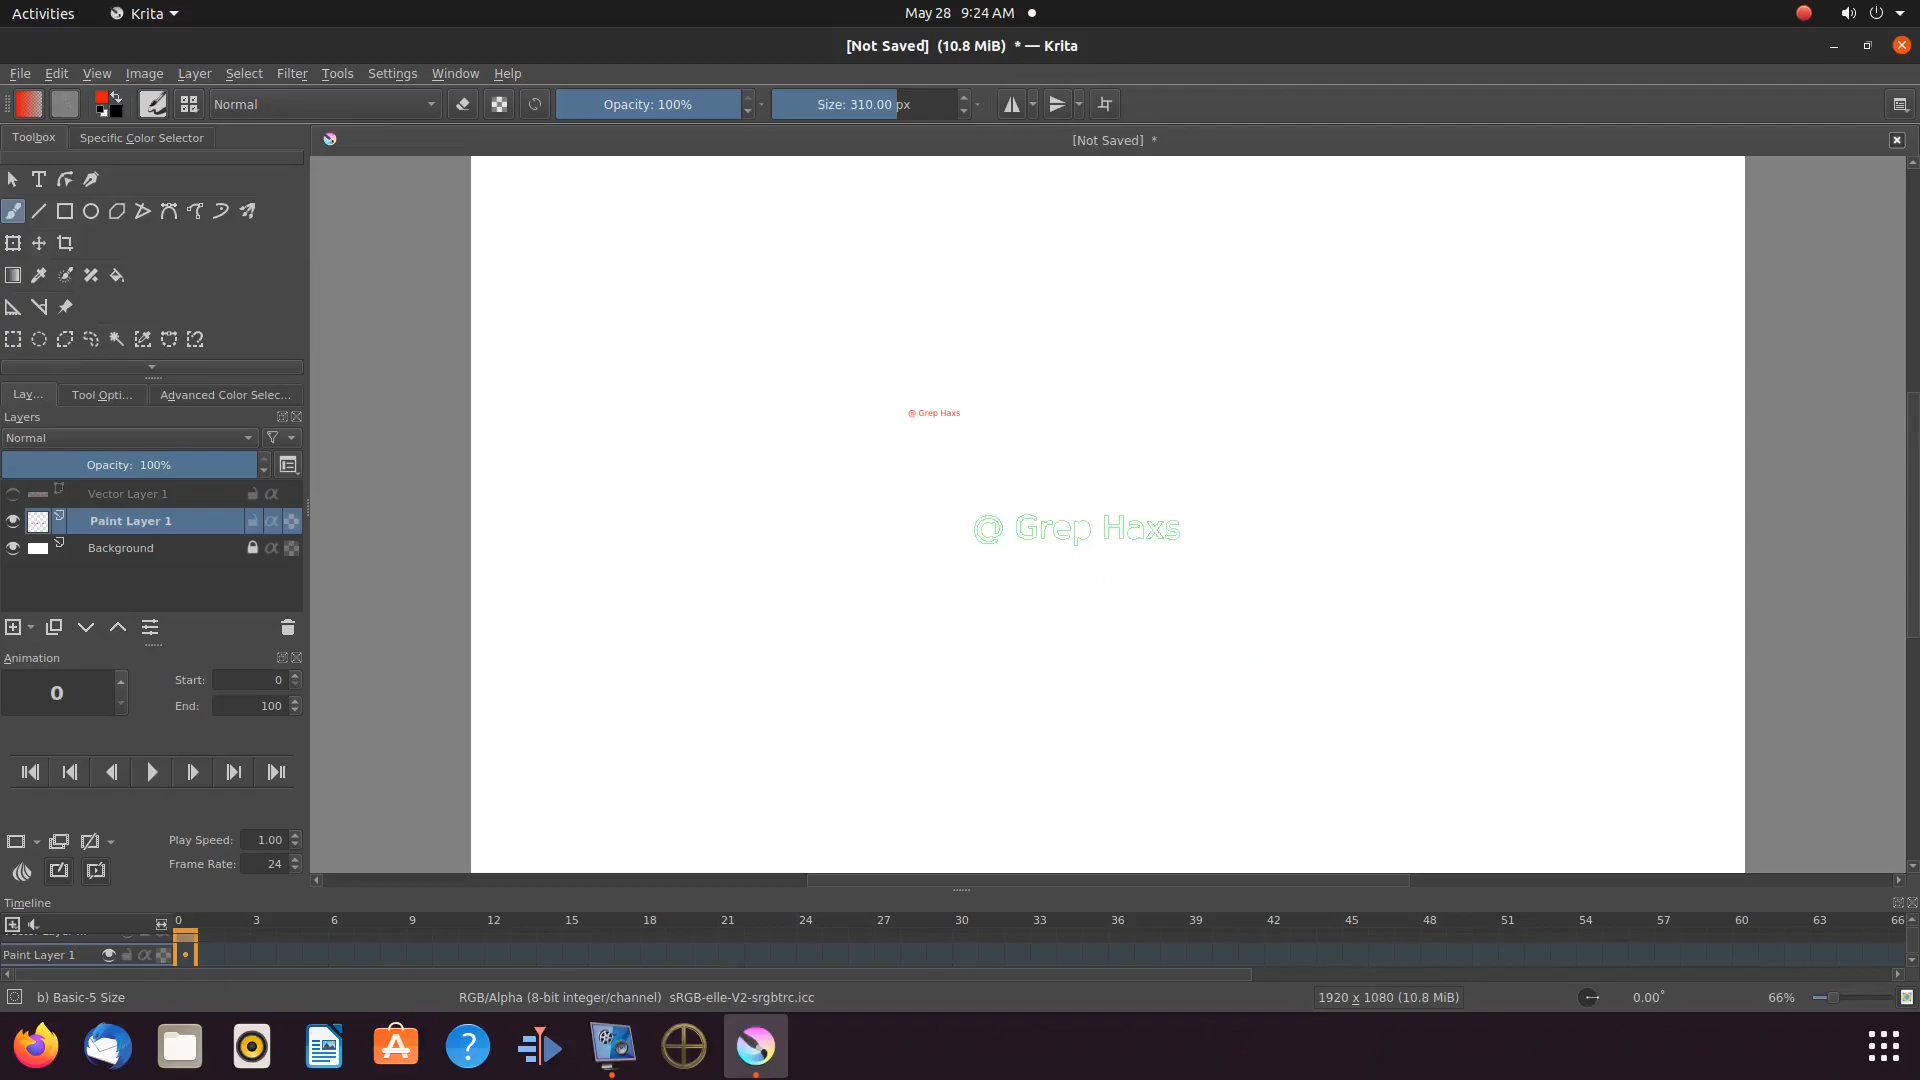 Activities Krita May 28 9:24 AM
[Not Saved] (10.8 MiB) * — Krita
File Edit View Image Layer Select Filter Tools Settings Window Help
Normal Opacity: 100% Size: 310.00 px
Toolbox Specific Color Selector
[Not Saved] *
T
@ Grep Haxs
@ Grep Haxs
Lay... Tool Opti... Advanced Color Selec...
Layers
Normal
Opacity: 100%
Vector Layer 1
Paint Layer 1
Background
Animation
0 Start: 0
End: 100
Play Speed: 1.00
Frame Rate: 24
Timeline
0 3 6 9 12 15 18 21 24 27 30 33 36 39 42 45 48 51 54 57 60 63 66
Paint Layer 1
b) Basic-5 Size RGB/Alpha (8-bit integer/channel) sRGB-elle-V2-srgbtrc.icc 1920 x 1080 (10.8 MiB) 0.00° 66%